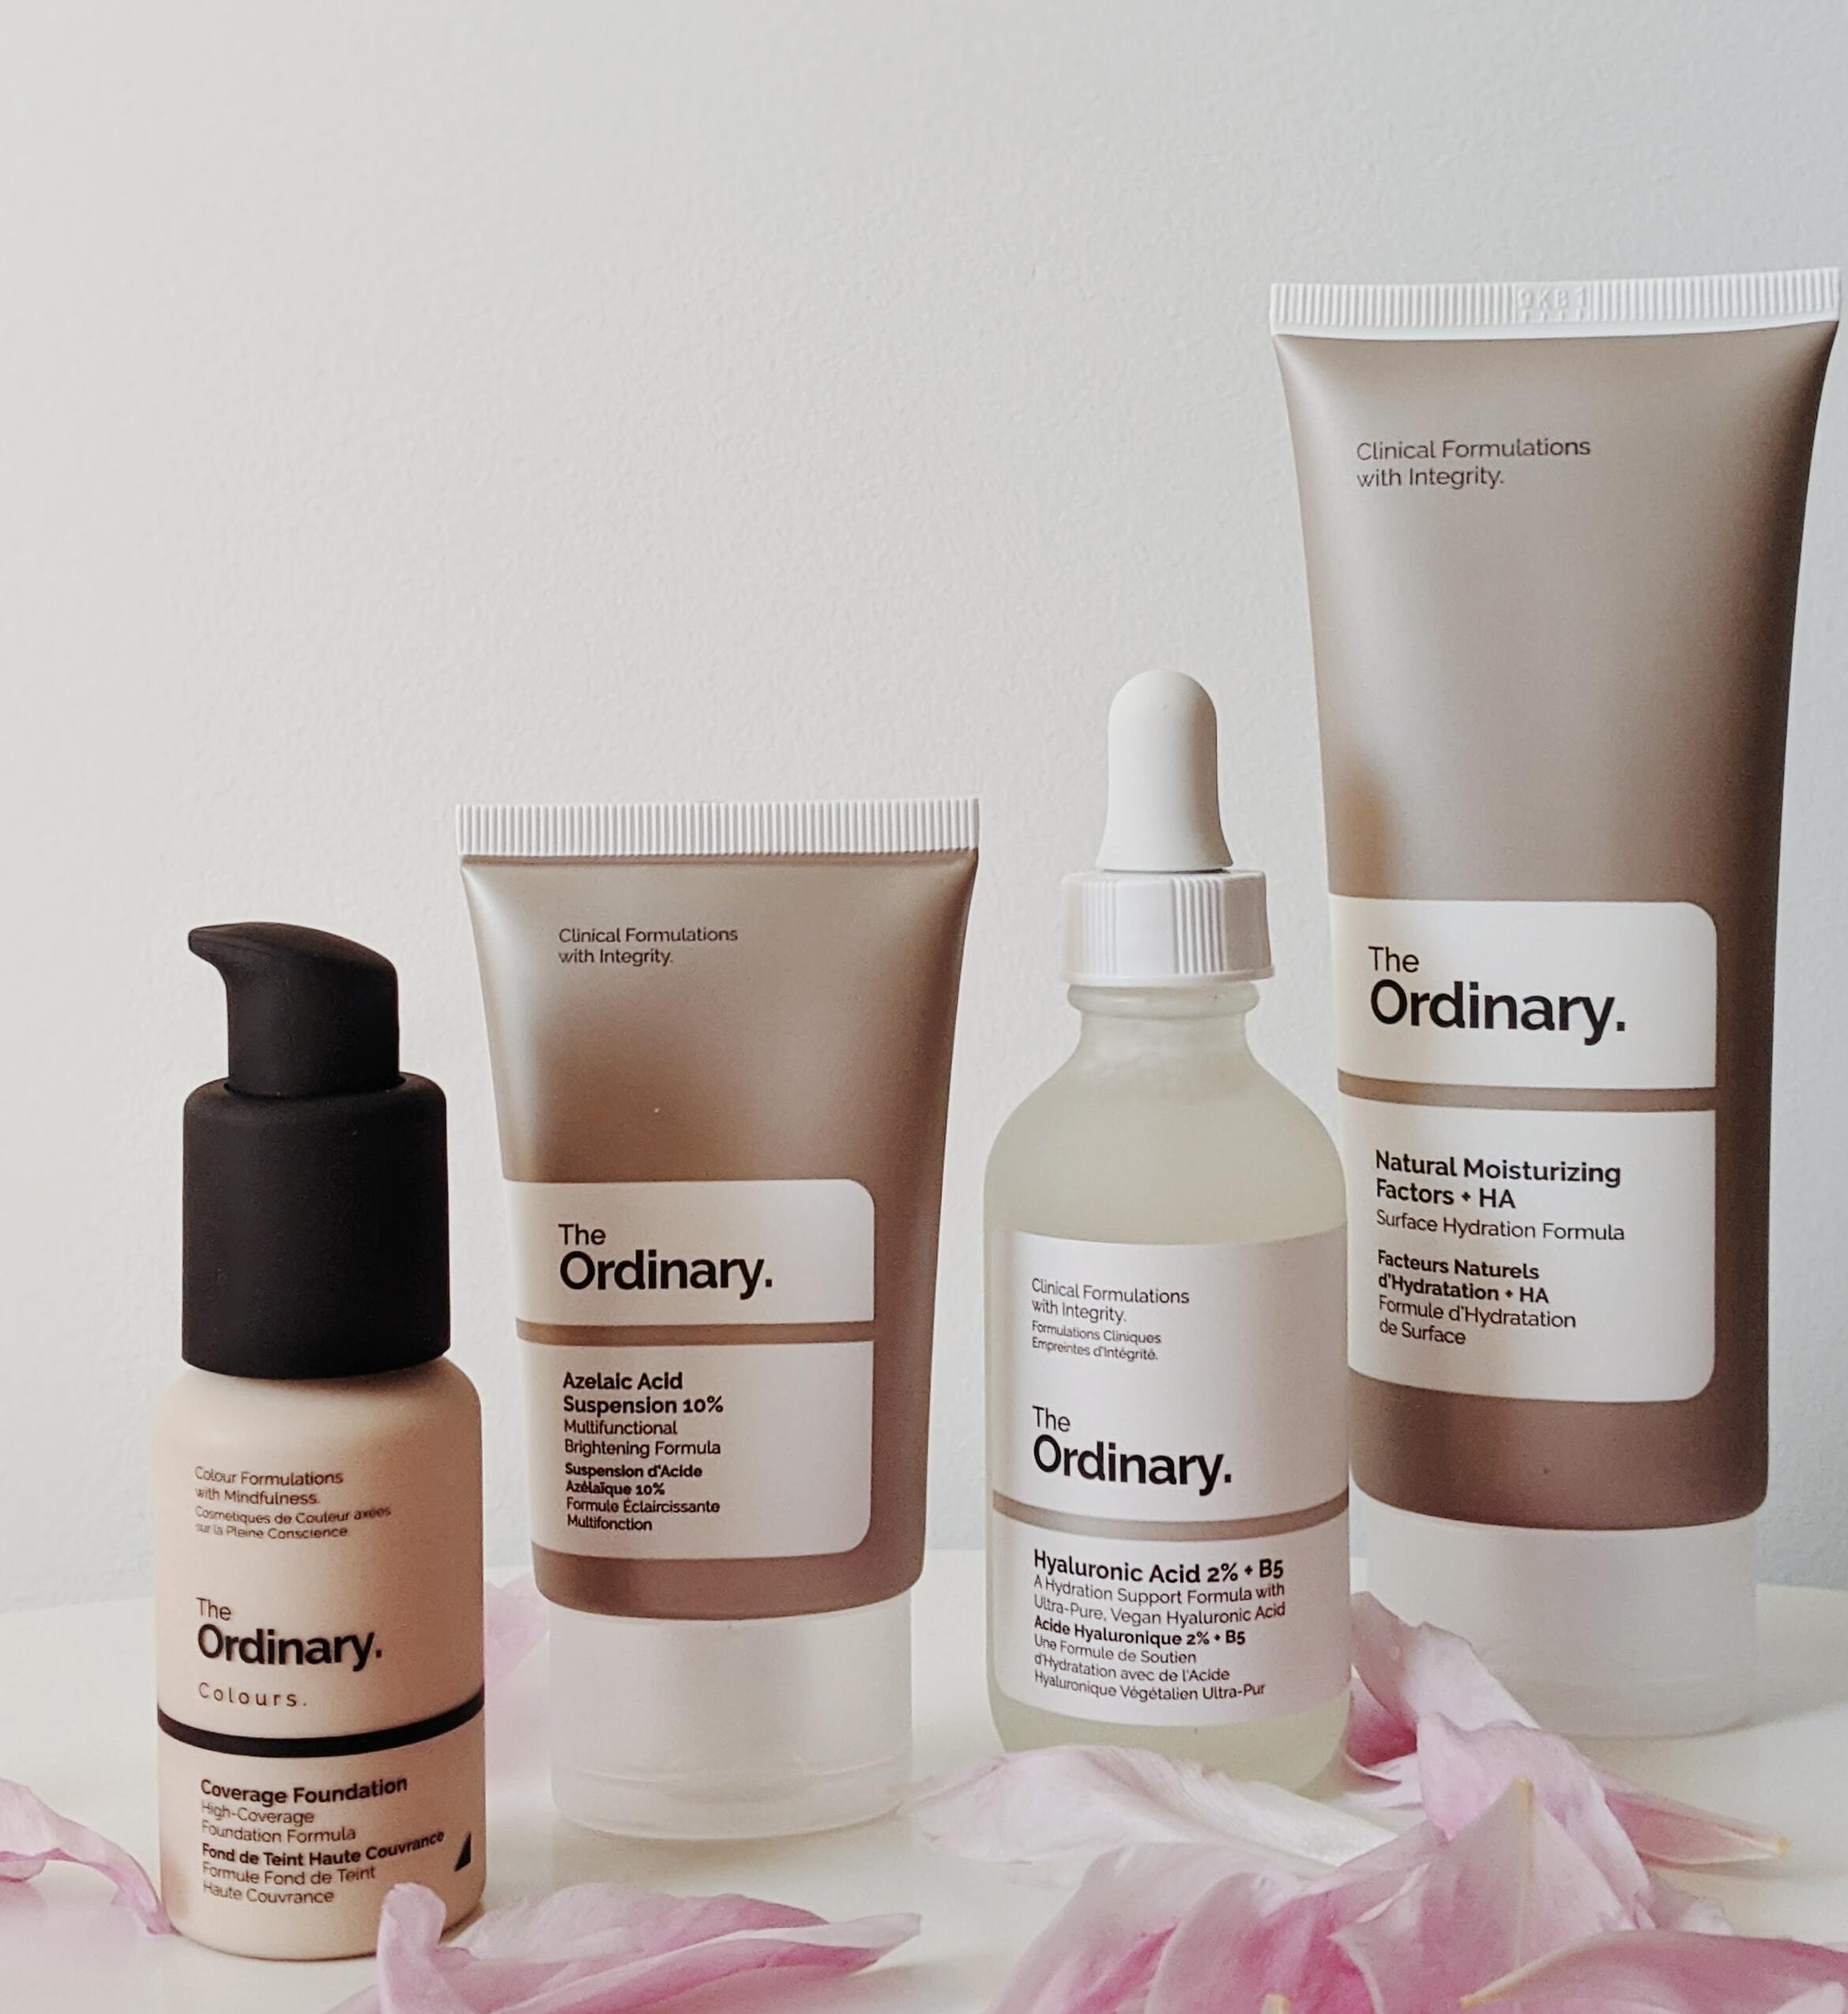 Colour Formulations
with Mindfulness.
Cosmétiques de Couleur axées
sur la Pleine Conscience.
The
Ordinary.
Colours.
Coverage Foundation
High-Coverage
Foundation Formula
Fond de Teint Haute Couvrance
Formule Fond de Teint
Haute Couvrance
Clinical Formulations
with Integrity.
The
Ordinary.
Azelaic Acid
Suspension 10%
Multifunctional
Brightening Formula
Suspension d'Acide
Azélaïque 10%
Formule Éclaircissante
Multifonction
Clinical Formulations
with Integrity.
Formulations Cliniques
Empreintes d'Intégrité.
The
Ordinary.
Hyaluronic Acid 2% + B5
A Hydration Support Formula with
Ultra-Pure, Vegan Hyaluronic Acid
Acide Hyaluronique 2% + B5
Une Formule de Soutien
d'Hydratation avec de l'Acide
Hyaluronique Végétalien Ultra-Pur
9KB1
Clinical Formulations
with Integrity.
The
Ordinary.
Natural Moisturizing
Factors + HA
Surface Hydration Formula
Facteurs Naturels
d'Hydratation + HA
Formule d'Hydratation
de Surface